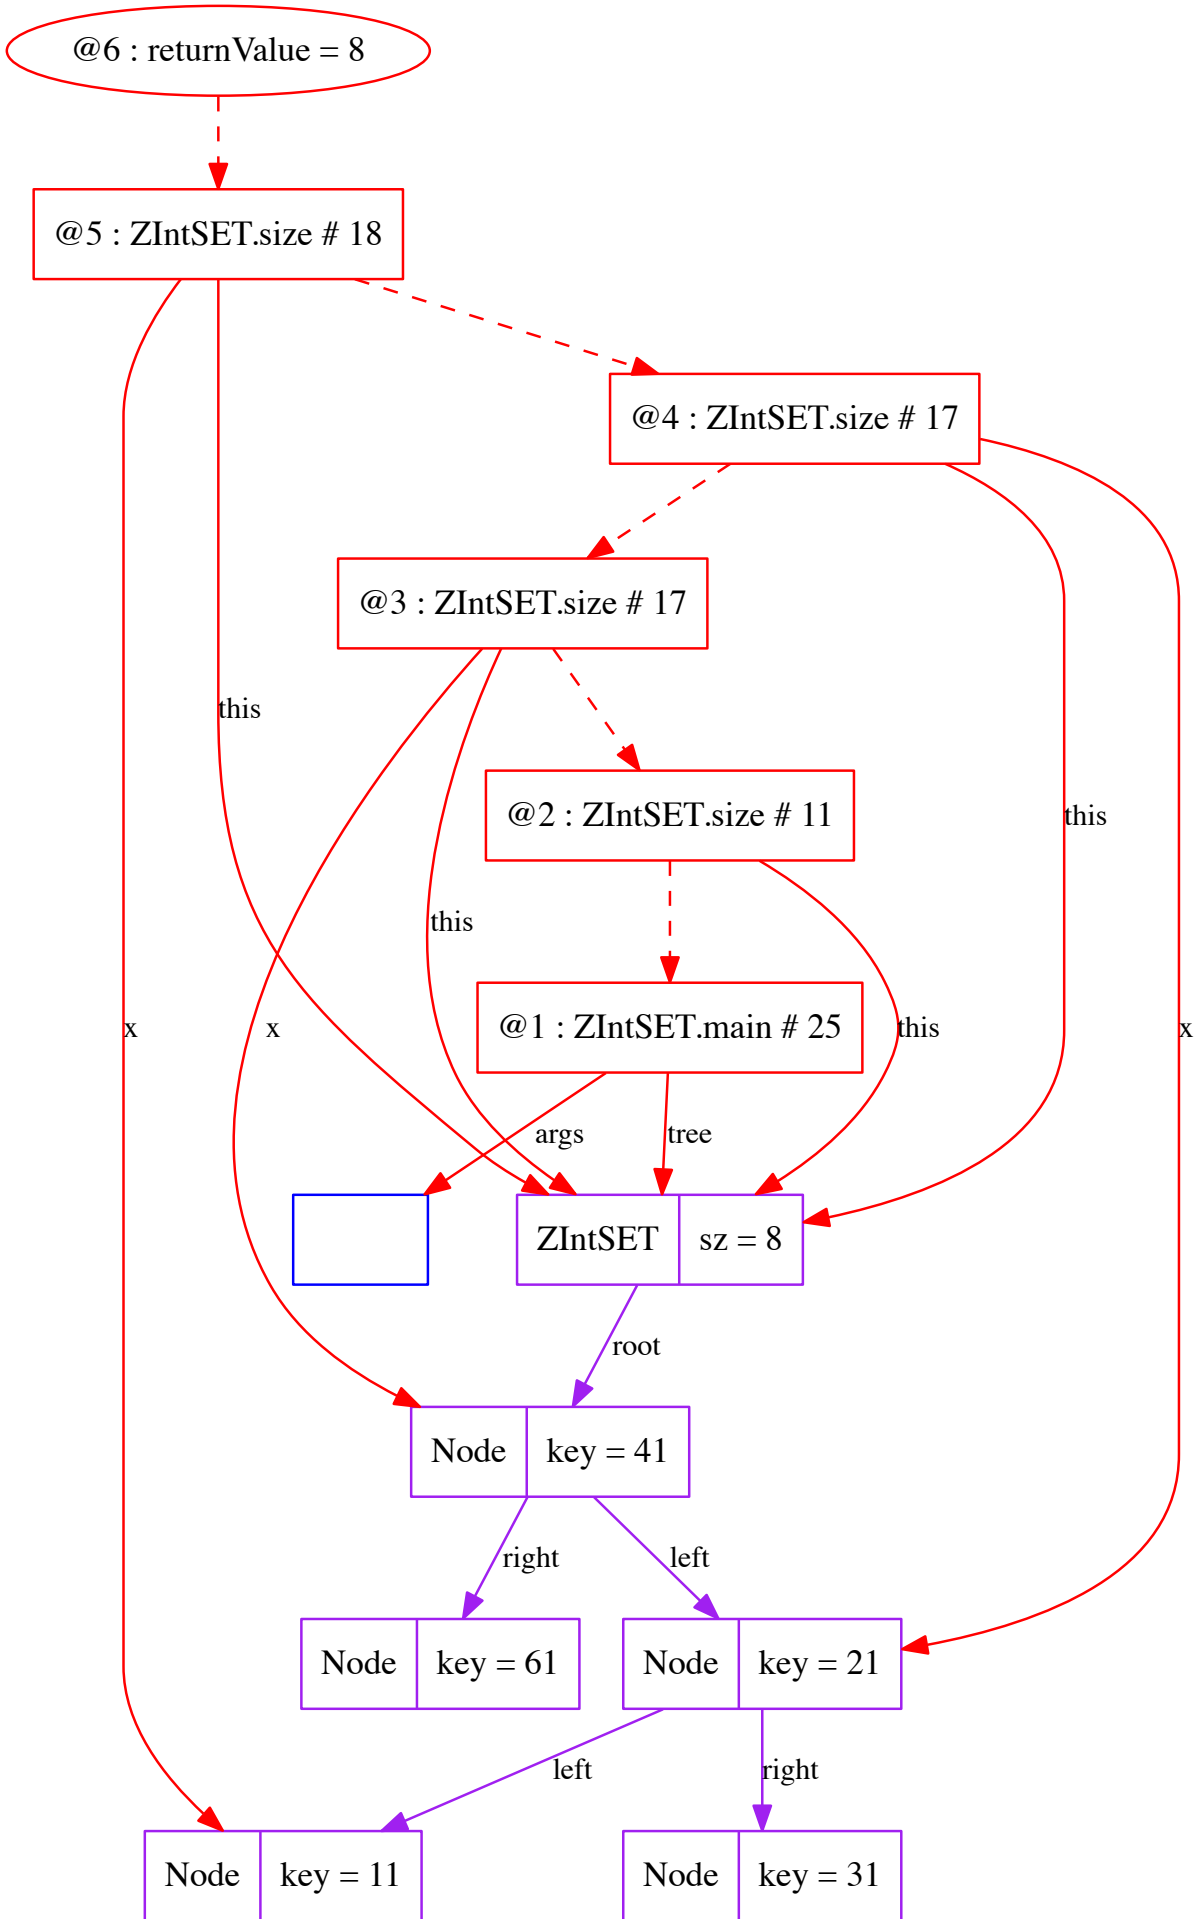 @6 : returnValue = 8
@5 : ZIntSET.size # 18
@4 : ZIntSET.size # 17
@3 : ZIntSET.size # 17
this
@2 : ZIntSET.size # 11
this
this
x
x
@1 : ZIntSET.main # 25
this
x
args
tree
ZIntSET
sz = 8
root
Node
key = 41
right
left
Node
key = 61
Node
key = 21
left
right
Node
key = 11
Node
key = 31